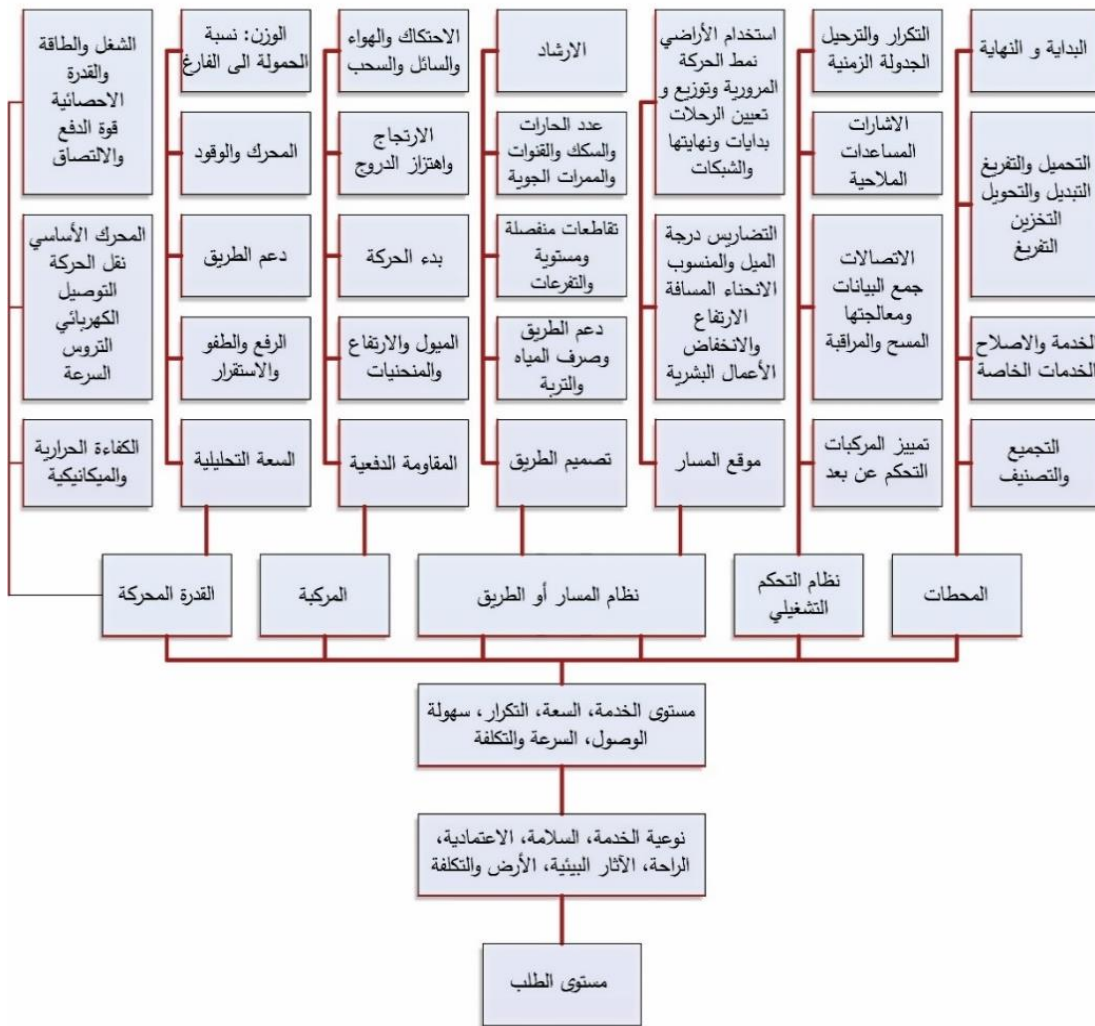 البداية و النهاية
التحميل والتفريغ
التبديل والتحويل
التخزين
التفريغ
الخدمة والاصلاح
الخدمات الخاصة
التجميع
والتصنيف
التكرار والترحيل
الجدولة الزمنية
الاشارات
المساعدات
الملاحية
الاتصالات
جمع البيانات
ومعالجتها
المسح والمراقبة
تمييز المركبات
التحكم عن بعد
استخدام الأراضي
نمط الحركة
المرورية وتوزيع و
تعيين الرحلات
بدايات ونهايتها
والشبكات
التضاريس درجة
الميل والمنسوب
الانحناء المسافة
الارتفاع
والانخفاض
الأعمال البشرية
موقع المسار
الارشاد
عدد الحارات
والسكك والقنوات
والممرات الجوية
تقاطعات منفصلة
ومستوية
والتفرعات
دعم الطريق
وصرف المياه
والتربة
تصميم الطريق
الاحتكاك والهواء
والسائل والسحب
الارتجاج
واهتزاز الدروج
بدء الحركة
الميول والارتفاع
والمنحنيات
المقاومة الدفعية
الوزن: نسبة
الحمولة الى الفارغ
المحرك والوقود
دعم الطريق
الرفع والطفو
والاستقرار
السعة التحليلية
الشغل والطاقة
والقدرة
الاحصائية
قوة الدفع
والالتصاق
المحرك الأساسي
نقل الحركة
التوصيل
الكهربائي
التروس
السرعة
الكفاءة الحرارية
والميكانيكية
المحطات
نظام التحكم
التشغيلي
نظام المسار أو الطريق
المركبة
القدرة المحركة
مستوى الخدمة، السعة، التكرار، سهولة
الوصول، السرعة والتكلفة
نوعية الخدمة، السلامة، الاعتمادية،
الراحة، الآثار البيئية، الأرض والتكلفة
مستوى الطلب